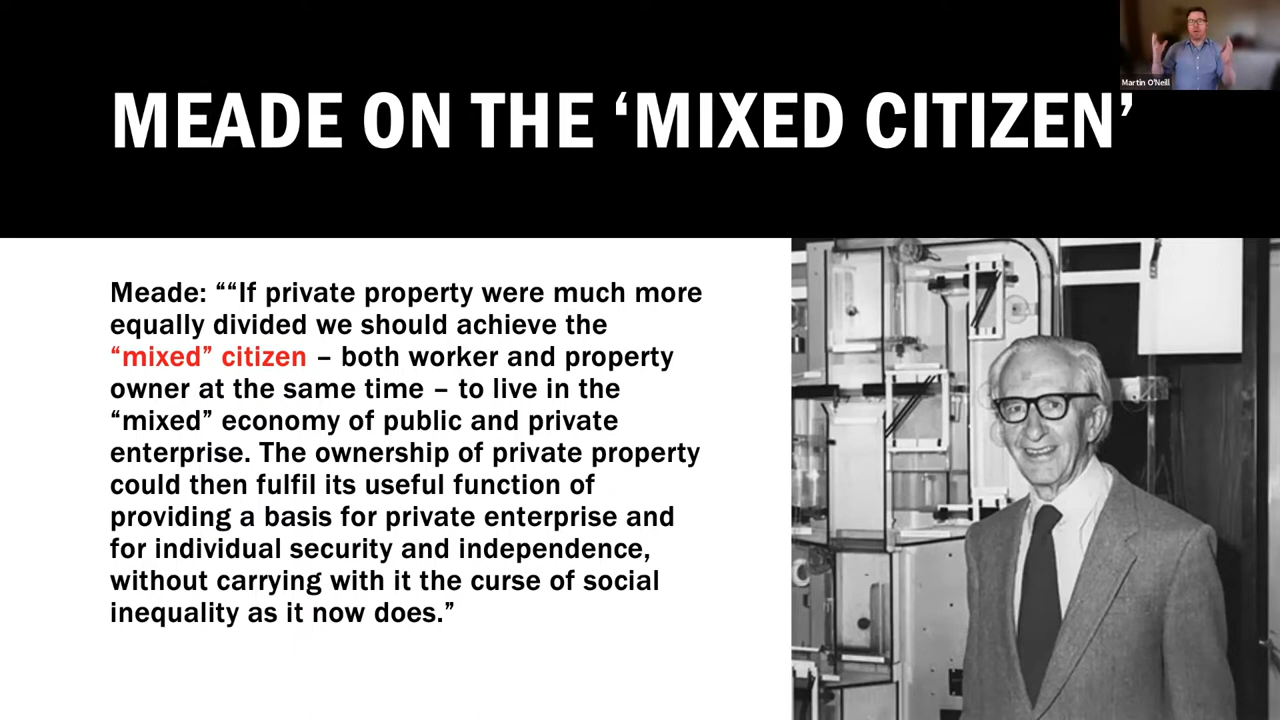 Martin O'Neill
MEADE ON THE ‘MIXED CITIZEN’
Meade: ““If private property were much more
equally divided we should achieve the
“mixed” citizen – both worker and property
owner at the same time – to live in the
“mixed” economy of public and private
enterprise. The ownership of private property
could then fulfil its useful function of
providing a basis for private enterprise and
for individual security and independence,
without carrying with it the curse of social
inequality as it now does.”